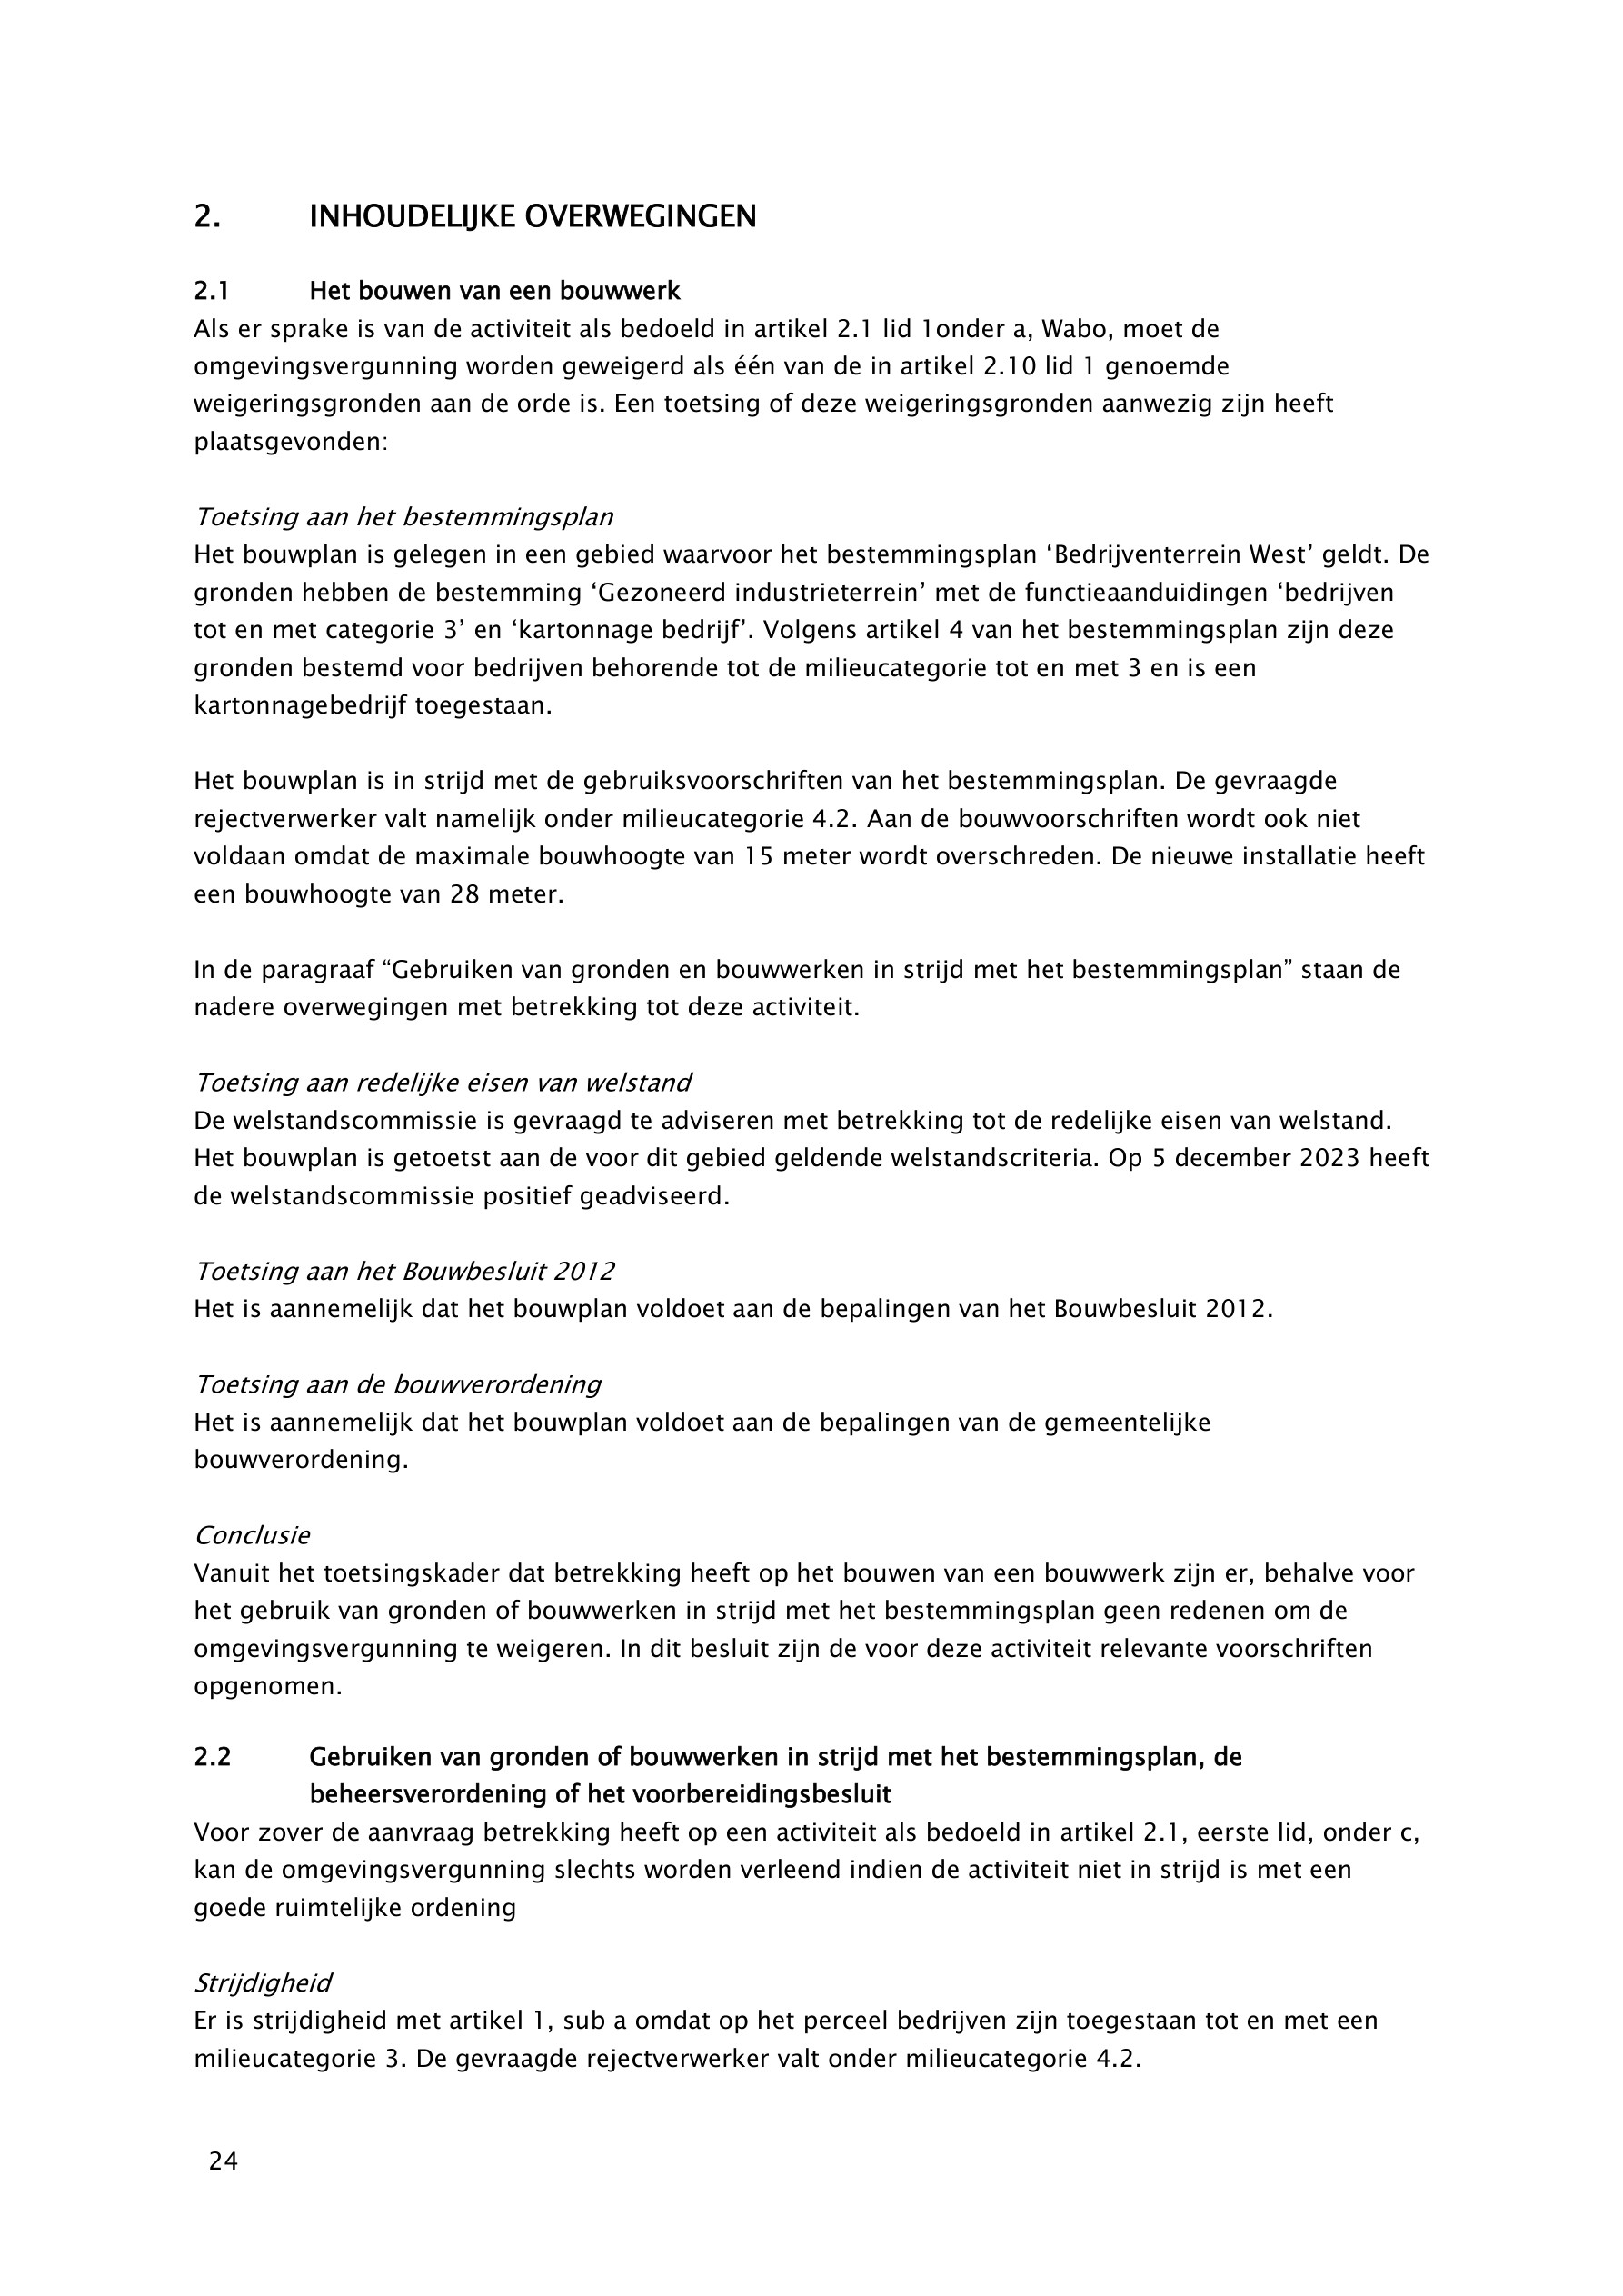 2. INHOUDELIJKE OVERWEGINGEN
2.1 Het bouwen van een bouwwerk
Als er sprake is van de activiteit als bedoeld in artikel 2.1 lid 1onder a, Wabo, moet de
omgevingsvergunning worden geweigerd als één van de in artikel 2.10 lid 1 genoemde
weigeringsgronden aan de orde is. Een toetsing of deze weigeringsgronden aanwezig zijn heeft
plaatsgevonden:
Toetsing aan het bestemmingsplan
Het bouwplan is gelegen in een gebied waarvoor het bestemmingsplan ‘Bedrijventerrein West’ geldt. De
gronden hebben de bestemming ‘Gezoneerd industrieterrein’ met de functieaanduidingen ‘bedrijven
tot en met categorie 3’ en ‘kartonnage bedrijf’. Volgens artikel 4 van het bestemmingsplan zijn deze
gronden bestemd voor bedrijven behorende tot de milieucategorie tot en met 3 en is een
kartonnagebedrijf toegestaan.
Het bouwplan is in strijd met de gebruiksvoorschriften van het bestemmingsplan. De gevraagde
rejectverwerker valt namelijk onder milieucategorie 4.2. Aan de bouwvoorschriften wordt ook niet
voldaan omdat de maximale bouwhoogte van 15 meter wordt overschreden. De nieuwe installatie heeft
een bouwhoogte van 28 meter.
In de paragraaf “Gebruiken van gronden en bouwwerken in strijd met het bestemmingsplan” staan de
nadere overwegingen met betrekking tot deze activiteit.
Toetsing aan redelijke eisen van welstand
De welstandscommissie is gevraagd te adviseren met betrekking tot de redelijke eisen van welstand.
Het bouwplan is getoetst aan de voor dit gebied geldende welstandscriteria. Op 5 december 2023 heeft
de welstandscommissie positief geadviseerd.
Toetsing aan het Bouwbesluit 2012
Het is aannemelijk dat het bouwplan voldoet aan de bepalingen van het Bouwbesluit 2012.
Toetsing aan de bouwverordening
Het is aannemelijk dat het bouwplan voldoet aan de bepalingen van de gemeentelijke
bouwverordening.
Conclusie
Vanuit het toetsingskader dat betrekking heeft op het bouwen van een bouwwerk zijn er, behalve voor
het gebruik van gronden of bouwwerken in strijd met het bestemmingsplan geen redenen om de
omgevingsvergunning te weigeren. In dit besluit zijn de voor deze activiteit relevante voorschriften
opgenomen.
2.2 Gebruiken van gronden of bouwwerken in strijd met het bestemmingsplan, de
beheersverordening of het voorbereidingsbesluit
Voor zover de aanvraag betrekking heeft op een activiteit als bedoeld in artikel 2.1, eerste lid, onder c,
kan de omgevingsvergunning slechts worden verleend indien de activiteit niet in strijd is met een
goede ruimtelijke ordening
Strijdigheid
Er is strijdigheid met artikel 1, sub a omdat op het perceel bedrijven zijn toegestaan tot en met een
milieucategorie 3. De gevraagde rejectverwerker valt onder milieucategorie 4.2.
24